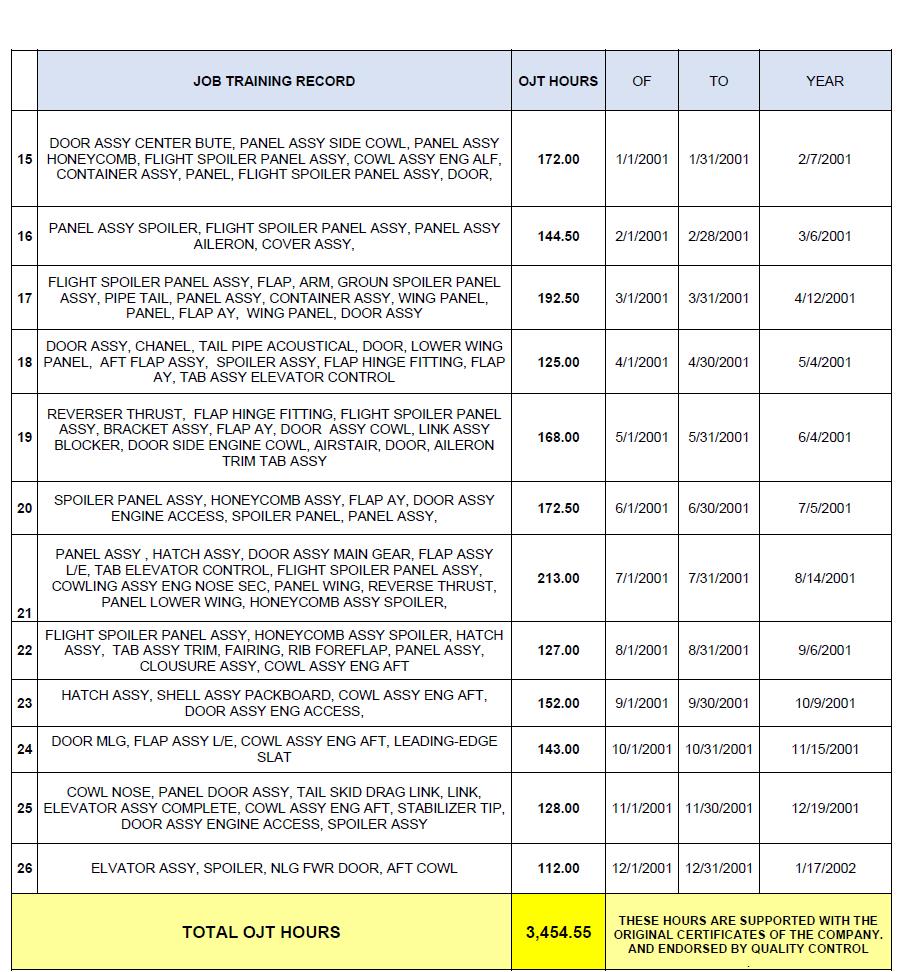 JOB TRAINING RECORD OJT HOURS OF TO YEAR
15 DOOR ASSY CENTER BUTE, PANEL ASSY SIDE COWL, PANEL ASSY
HONEYCOMB, FLIGHT SPOILER PANEL ASSY, COWL ASSY ENG ALF,
CONTAINER ASSY, PANEL, FLIGHT SPOILER PANEL ASSY, DOOR,
172.00 1/1/2001 1/31/2001 2/7/2001
16 PANEL ASSY SPOILER, FLIGHT SPOILER PANEL ASSY, PANEL ASSY
AILERON, COVER ASSY,
144.50 2/1/2001 2/28/2001 3/6/2001
17 FLIGHT SPOILER PANEL ASSY, FLAP, ARM, GROUN SPOILER PANEL
ASSY, PIPE TAIL, PANEL ASSY, CONTAINER ASSY, WING PANEL,
PANEL, FLAP AY, WING PANEL, DOOR ASSY
192.50 3/1/2001 3/31/2001 4/12/2001
18 DOOR ASSY, CHANEL, TAIL PIPE ACOUSTICAL, DOOR, LOWER WING
PANEL, AFT FLAP ASSY, SPOILER ASSY, FLAP HINGE FITTING, FLAP
AY, TAB ASSY ELEVATOR CONTROL
125.00 4/1/2001 4/30/2001 5/4/2001
19 REVERSER THRUST, FLAP HINGE FITTING, FLIGHT SPOILER PANEL
ASSY, BRACKET ASSY, FLAP AY, DOOR ASSY COWL, LINK ASSY
BLOCKER, DOOR SIDE ENGINE COWL, AIRSTAIR, DOOR, AILERON
TRIM TAB ASSY
168.00 5/1/2001 5/31/2001 6/4/2001
20 SPOILER PANEL ASSY, HONEYCOMB ASSY, FLAP AY, DOOR ASSY
ENGINE ACCESS, SPOILER PANEL, PANEL ASSY,
172.50 6/1/2001 6/30/2001 7/5/2001
21 PANEL ASSY , HATCH ASSY, DOOR ASSY MAIN GEAR, FLAP ASSY
L/E, TAB ELEVATOR CONTROL, FLIGHT SPOILER PANEL ASSY,
COWLING ASSY ENG NOSE SEC, PANEL WING, REVERSE THRUST,
PANEL LOWER WING, HONEYCOMB ASSY SPOILER,
213.00 7/1/2001 7/31/2001 8/14/2001
22 FLIGHT SPOILER PANEL ASSY, HONEYCOMB ASSY SPOILER, HATCH
ASSY, TAB ASSY TRIM, FAIRING, RIB FOREFLAP, PANEL ASSY,
CLOUSURE ASSY, COWL ASSY ENG AFT
127.00 8/1/2001 8/31/2001 9/6/2001
23 HATCH ASSY, SHELL ASSY PACKBOARD, COWL ASSY ENG AFT,
DOOR ASSY ENG ACCESS,
152.00 9/1/2001 9/30/2001 10/9/2001
24 DOOR MLG, FLAP ASSY L/E, COWL ASSY ENG AFT, LEADING-EDGE
SLAT
143.00 10/1/2001 10/31/2001 11/15/2001
25 COWL NOSE, PANEL DOOR ASSY, TAIL SKID DRAG LINK, LINK,
ELEVATOR ASSY COMPLETE, COWL ASSY ENG AFT, STABILIZER TIP,
DOOR ASSY ENGINE ACCESS, SPOILER ASSY
128.00 11/1/2001 11/30/2001 12/19/2001
26 ELVATOR ASSY, SPOILER, NLG FWR DOOR, AFT COWL 112.00 12/1/2001 12/31/2001 1/17/2002
TOTAL OJT HOURS 3,454.55
THESE HOURS ARE SUPPORTED WITH THE
ORIGINAL CERTIFICATES OF THE COMPANY.
AND ENDORSED BY QUALITY CONTROL
.